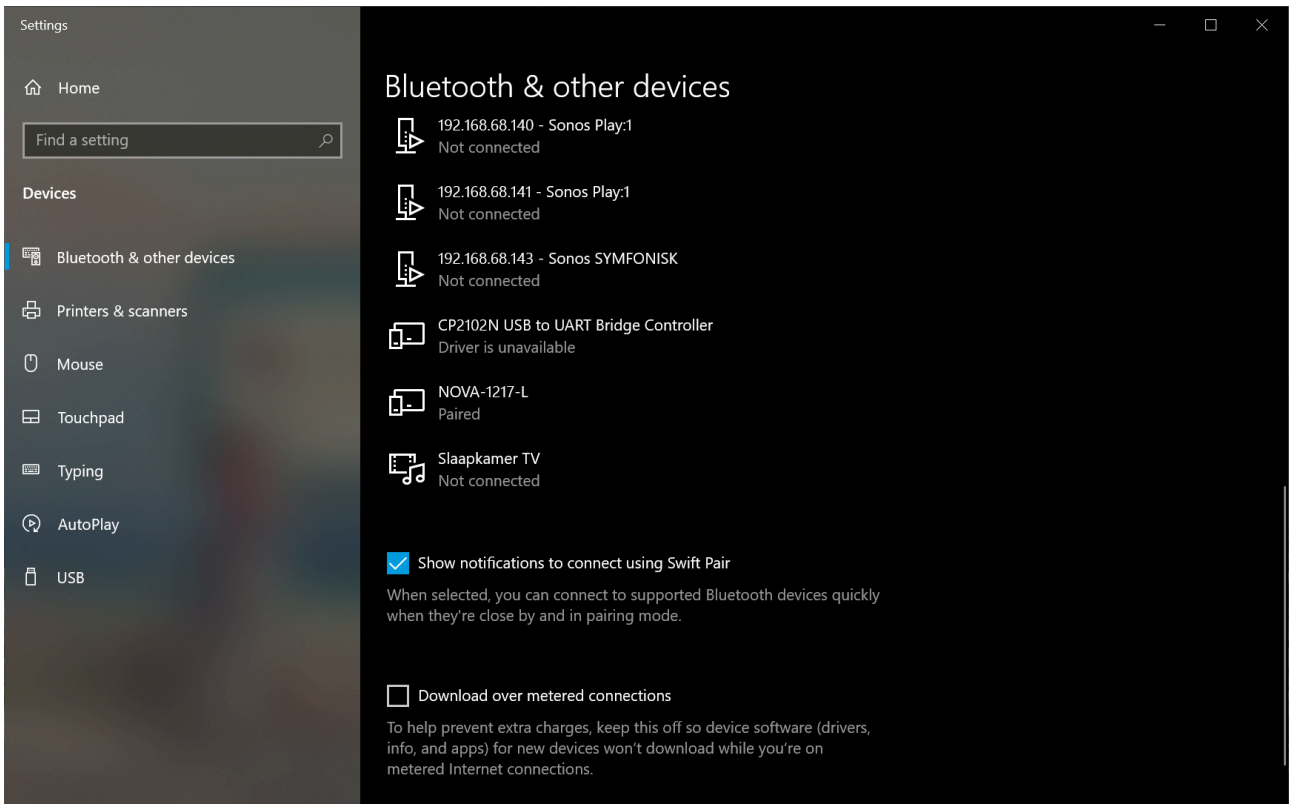 Settings
Home
Find a setting
Devices
Bluetooth & other devices
Printers & scanners
Mouse
Touchpad
Typing
AutoPlay
USB
Bluetooth & other devices
192.168.68.140 - Sonos Play:1
Not connected
192.168.68.141 - Sonos Play:1
Not connected
192.168.68.143 - Sonos SYMFONISK
Not connected
CP2102N USB to UART Bridge Controller
Driver is unavailable
NOVA-1217-L
Paired
Slaapkamer TV
Not connected
Show notifications to connect using Swift Pair
When selected, you can connect to supported Bluetooth devices quickly
when they're close by and in pairing mode.
Download over metered connections
To help prevent extra charges, keep this off so device software (drivers,
info, and apps) for new devices won't download while you're on
metered Internet connections.